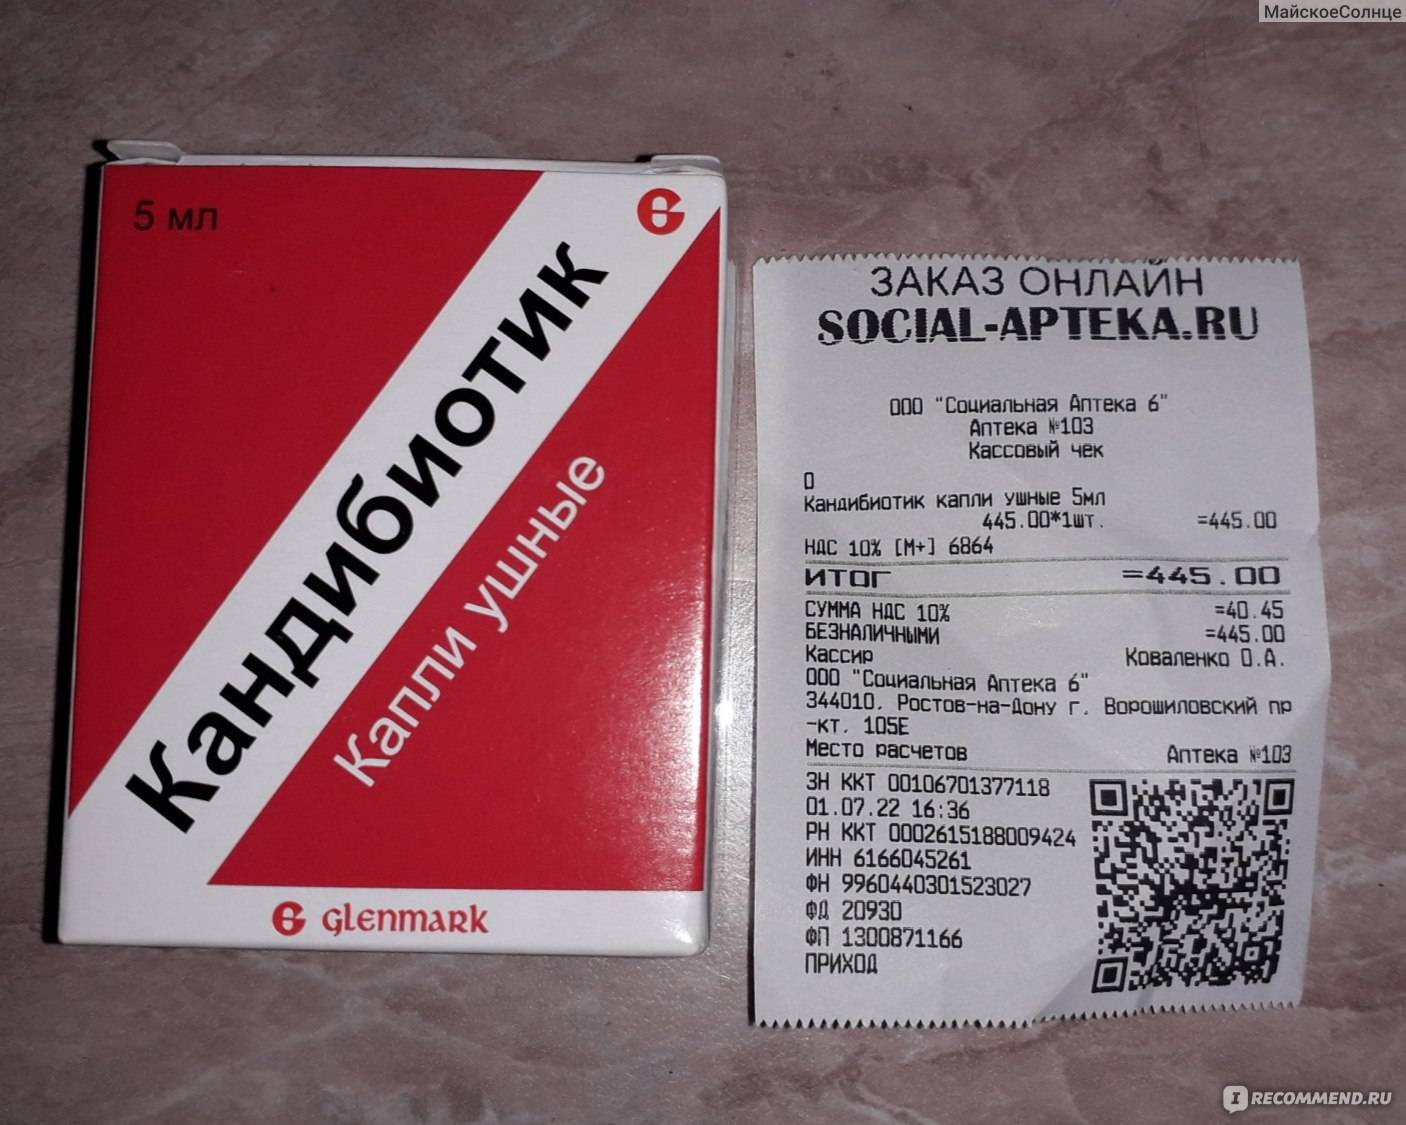 МайскоеСолнце
5 мл
Кандибиотик
Капли ушные
GLENMARK
ЗАКАЗ ОНЛАЙН
SOCIAL-APTEKA.RU
ООО "Социальная Аптека 6"
Аптека №103
Кассовый чек
0
Кандибиотик капли ушные 5мл
445.00*1шт. =445.00
НДС 10% [М+] 6864
ИТОГ =445.00
СУММА НДС 10% =40.45
БЕЗНАЛИЧНЫМИ =445.00
Кассир Коваленко О.А.
ООО "Социальная Аптека 6"
344010, Ростов-на-Дону г, Ворошиловский пр
-кт, 105Е
Место расчетов Аптека №103
ЗН ККТ 00106701377118
01.07.22 16:36
РН ККТ 0002615188009424
ИНН 6166045261
ФН 9960440301523027
ФД 20930
ФП 1300871166
ПРИХОД
IRECOMMEND.RU